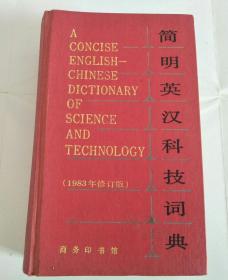 A
CONCISE
ENGLISH—
CHINESE
DICTIONARY
OF
SCIENCE
AND
TECHNOLOGY
(1983年修订版)
简明英汉科技词典
商务印书馆